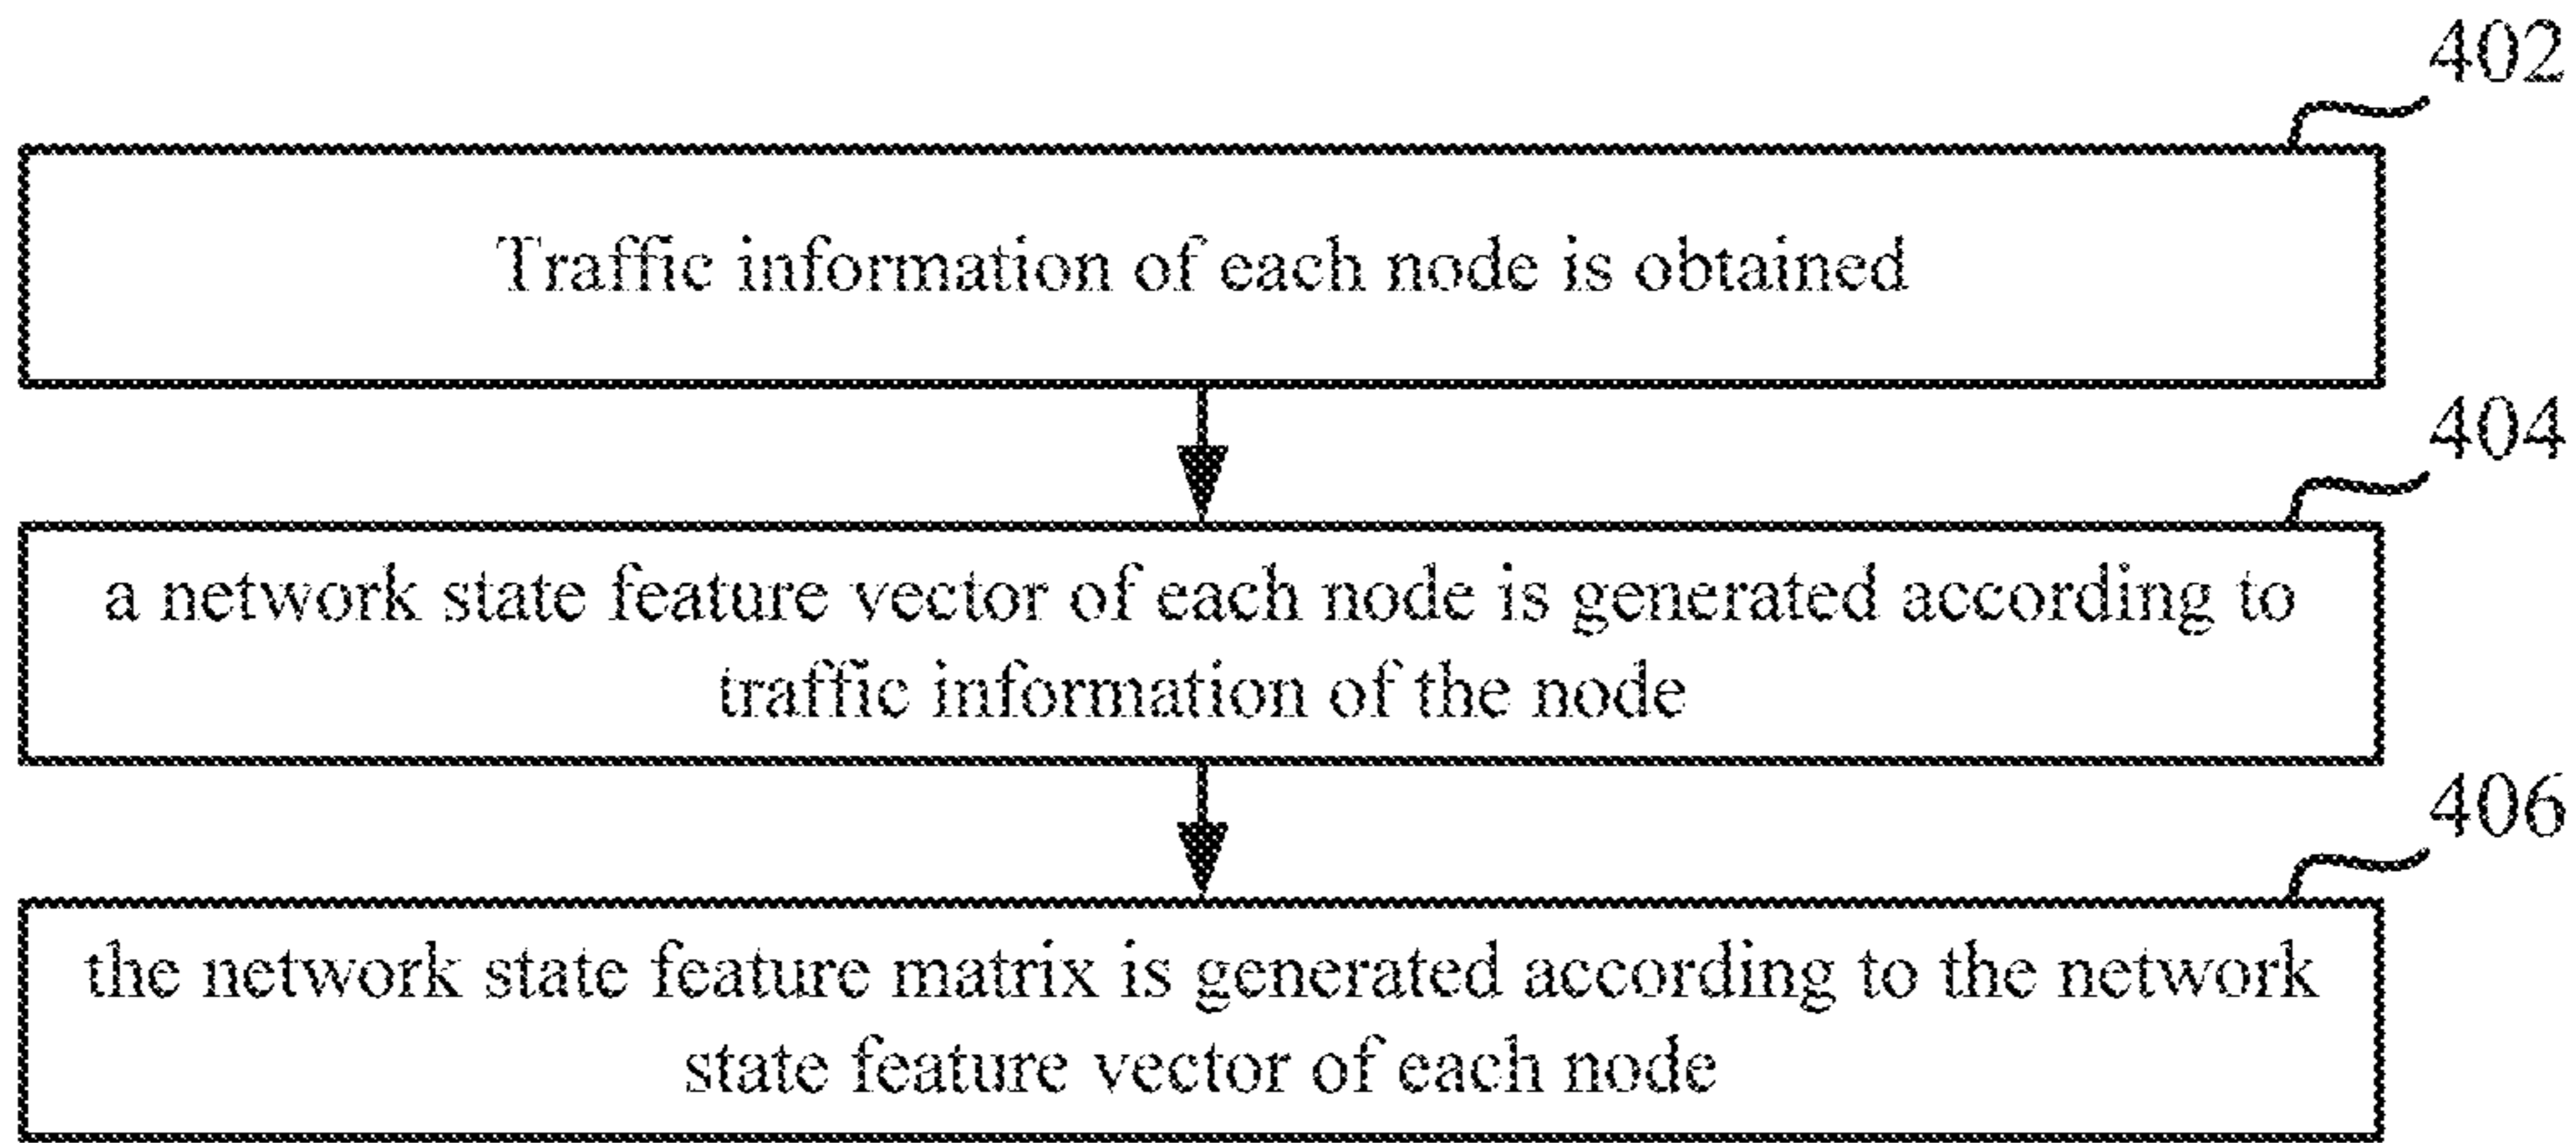 402
Traffic information of each node is obtained
404
a network state feature vector of each node is generated according to
traffic information of the node
406
the network state feature matrix is generated according to the network
state feature vector of each node